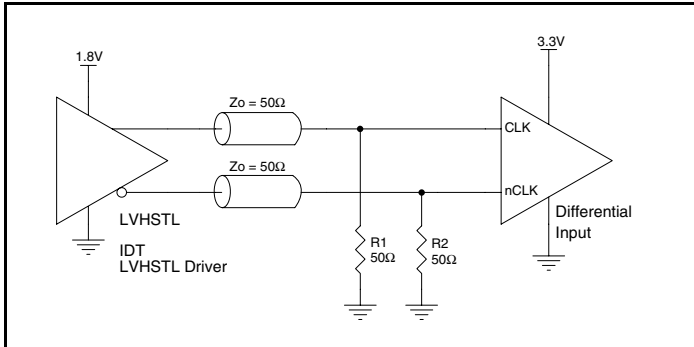 1.8V
3.3V
Zo = 50Ω
CLK
Zo = 50Ω
nCLK
LVHSTL
IDT
LVHSTL Driver
R1
50Ω
R2
50Ω
Differential
Input